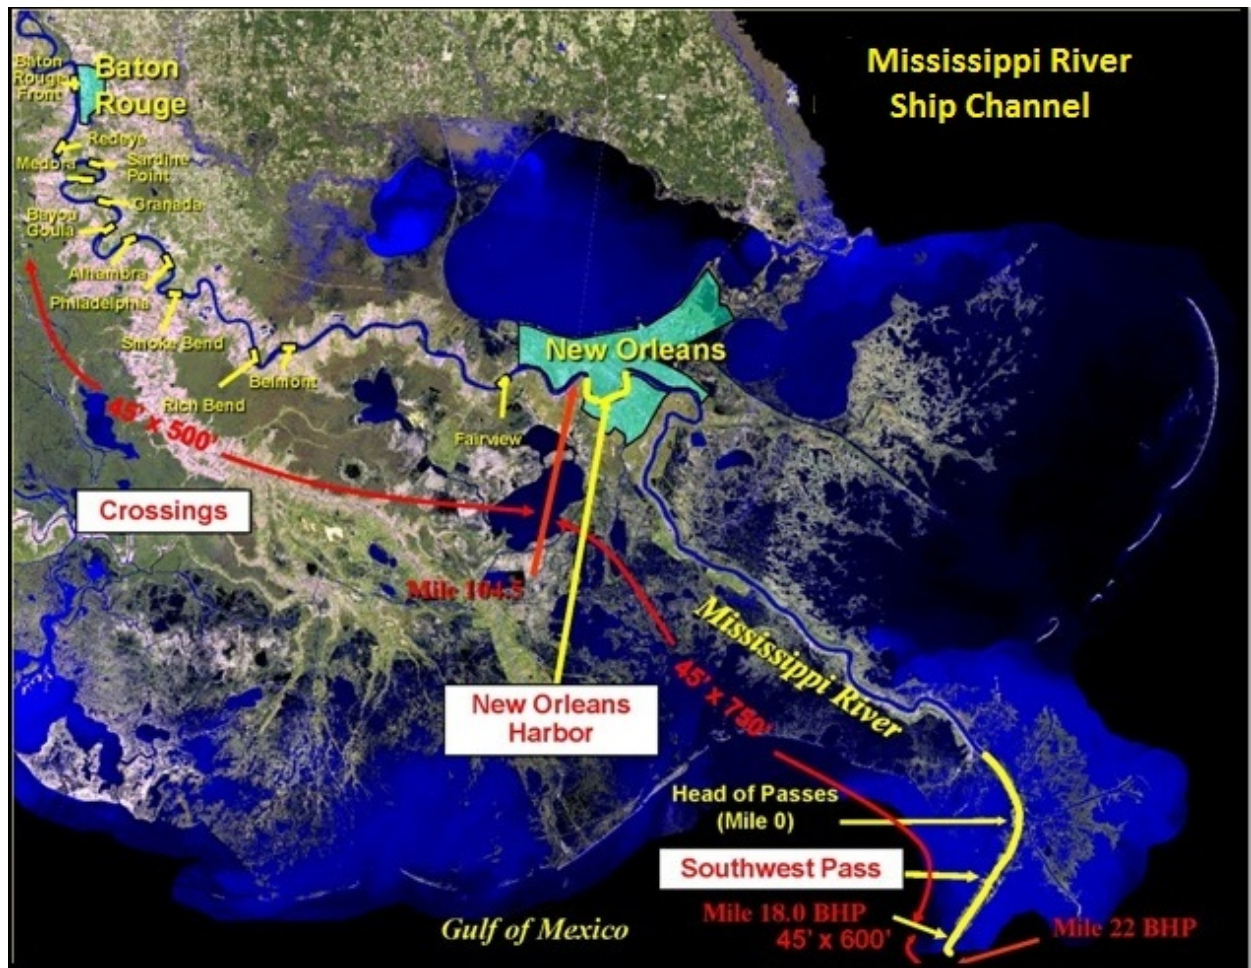 Mississippi River
Ship Channel
Baton
Rouge
Front
Baton
Rouge
Redeye
Medora
Sardine
Point
Granada
Bayou
Goula
Alhambra
Philadelphia
Smoke Bend
Rich Bend
Belmont
Fairview
New Orleans
45' x 500'
Crossings
Mile 104.5
New Orleans
Harbor
45' x 750'
Mississippi River
Head of Passes
(Mile 0)
Southwest Pass
Mile 18.0 BHP
45' x 600'
Mile 22 BHP
Gulf of Mexico